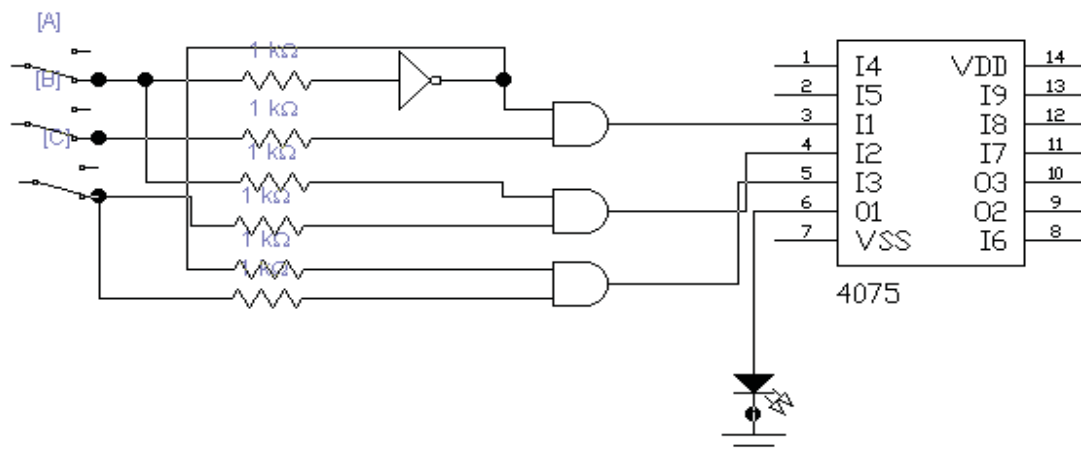 [A]
1 kΩ
[B]
1 kΩ
[C]
1 kΩ
1 kΩ
1 kΩ
1 kΩ
1 I4 VDD 14
2 I5 I9 13
3 I1 I8 12
4 I2 I7 11
5 I3 O3 10
6 O1 O2 9
7 VSS I6 8
4075